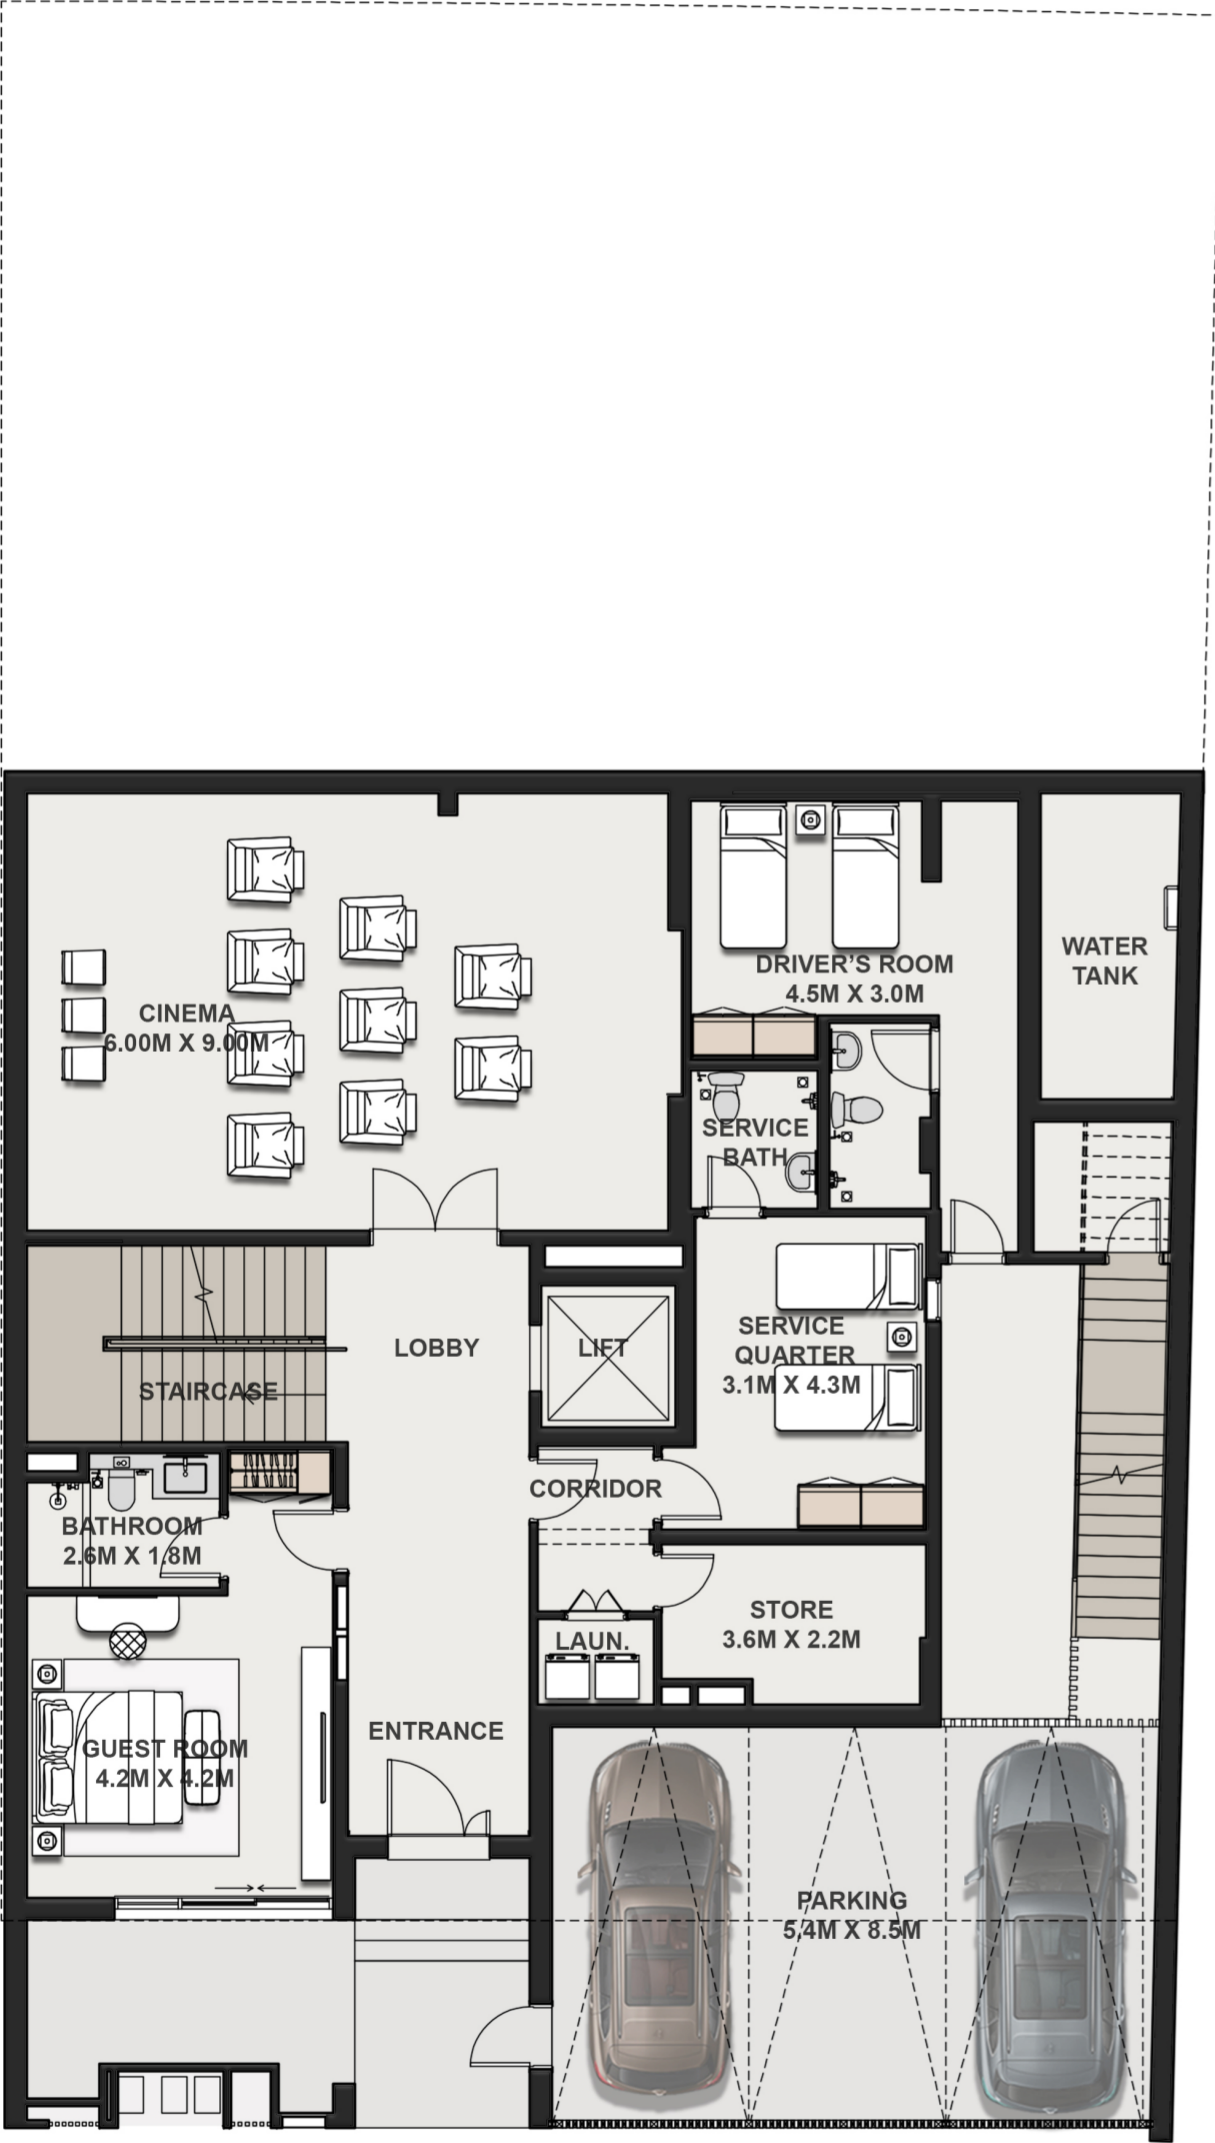 DRIVER’S ROOM
4.5M X 3.0M
WATER
TANK
CINEMA
6.00M X 9.00M
SERVICE
BATH
SERVICE
QUARTER
3.1M X 4.3M
LOBBY
LIFT
STAIRCASE
CORRIDOR
BATHROOM
2.6M X 1.8M
STORE
3.6M X 2.2M
LAUN.
ENTRANCE
GUEST ROOM
4.2M X 4.2M
PARKING
5.4M X 8.5M